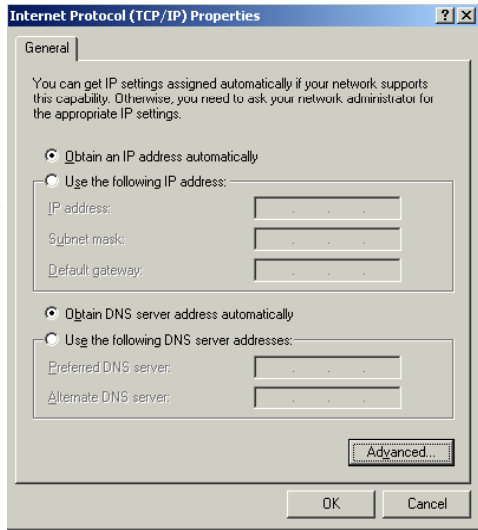 Internet Protocol (TCP/IP) Properties
General
You can get IP settings assigned automatically if your network supports
this capability. Otherwise, you need to ask your network administrator for
the appropriate IP settings.
Obtain an IP address automatically
Use the following IP address:
IP address:
Subnet mask:
Default gateway:
Obtain DNS server address automatically
Use the following DNS server addresses:
Preferred DNS server:
Alternate DNS server:
Advanced...
OK Cancel